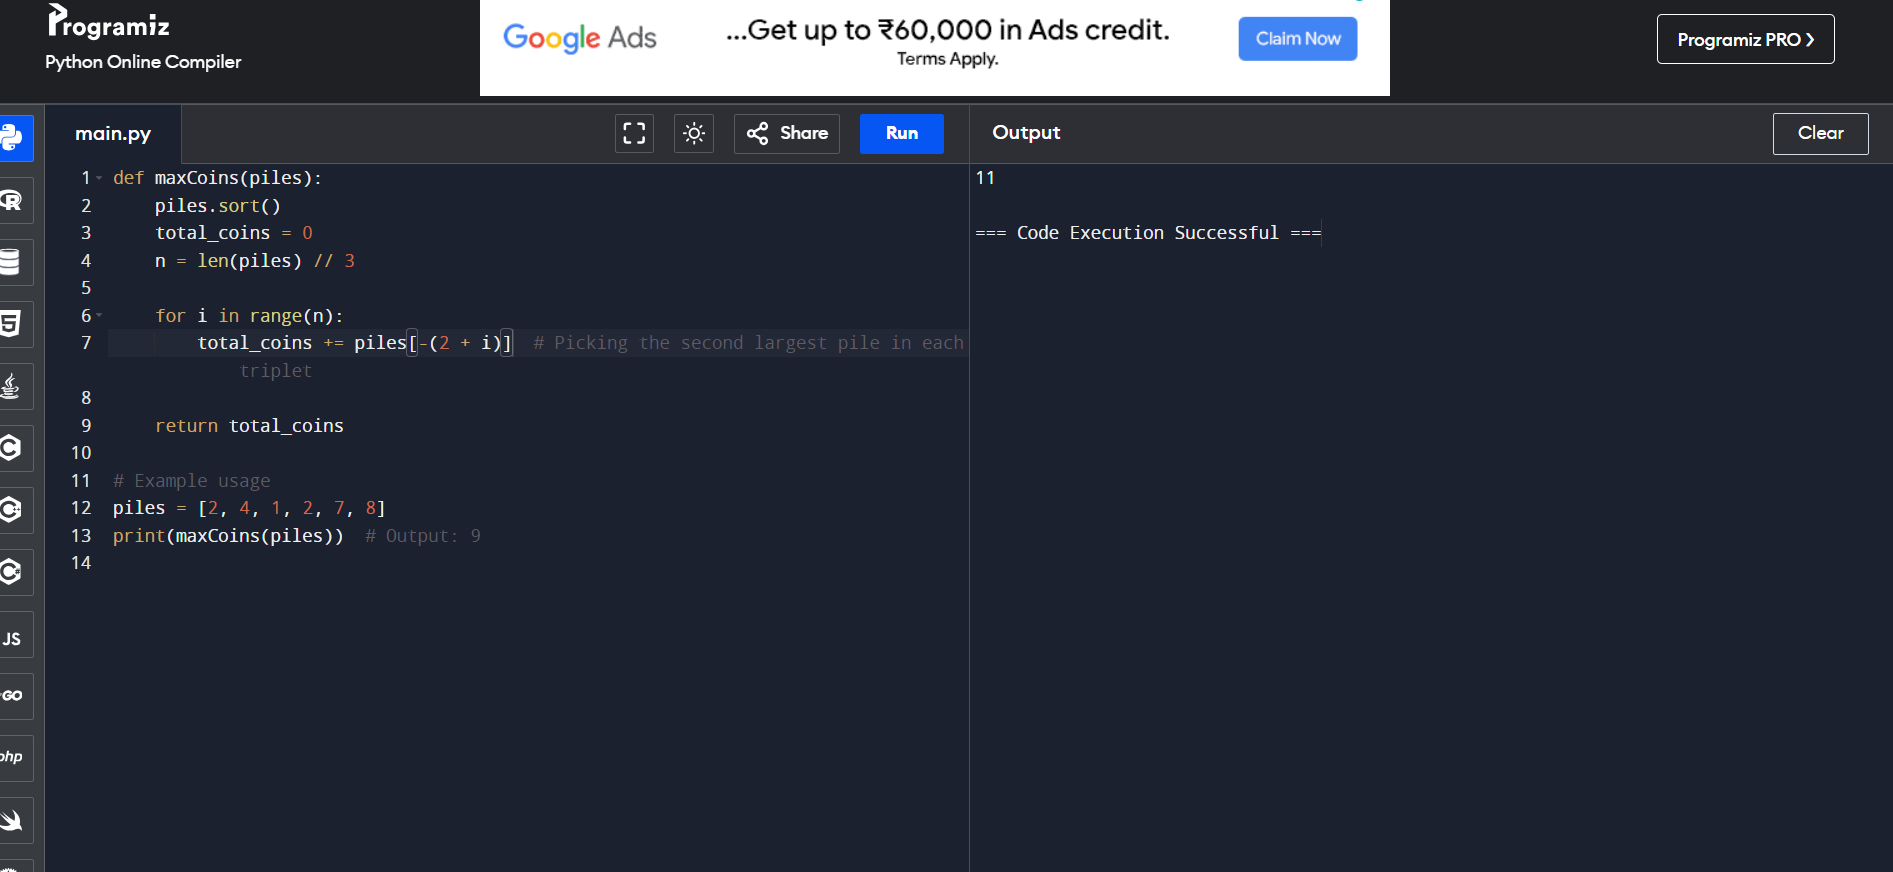 Programiz
Python Online Compiler
Google Ads
...Get up to ₹60,000 in Ads credit.
Terms Apply.
Claim Now
Programiz PRO
main.py
Share
Run
Output
Clear
1 def maxCoins(piles):
2     piles.sort()
3     total_coins = 0
4     n = len(piles) // 3
5
6     for i in range(n):
7         total_coins += piles[-(2 + i)]  # Picking the second largest pile in each
            triplet
8
9     return total_coins
10
11 # Example usage
12 piles = [2, 4, 1, 2, 7, 8]
13 print(maxCoins(piles))  # Output: 9
14
11
=== Code Execution Successful ===
R
5
C
C++
C#
JS
GO
php